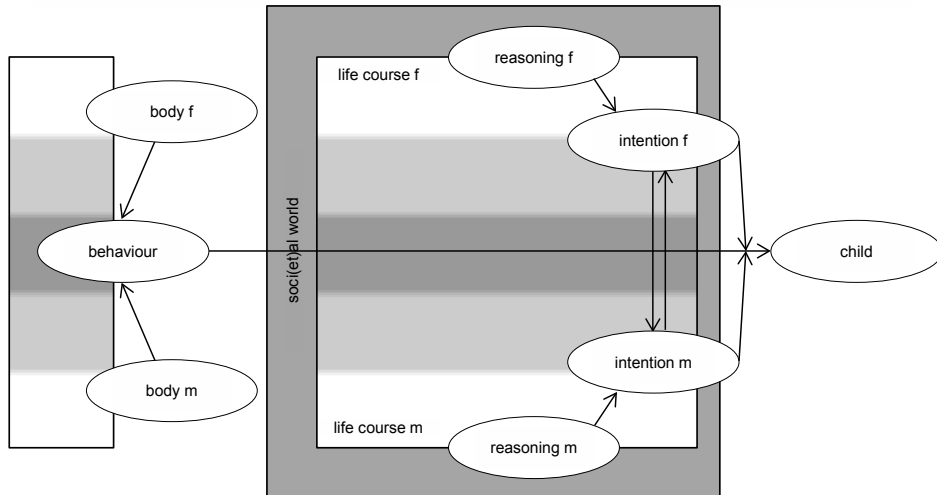 reasoning f
life course f
body f
intention f
soci(et)al world
behaviour
child
intention m
body m
life course m
reasoning m